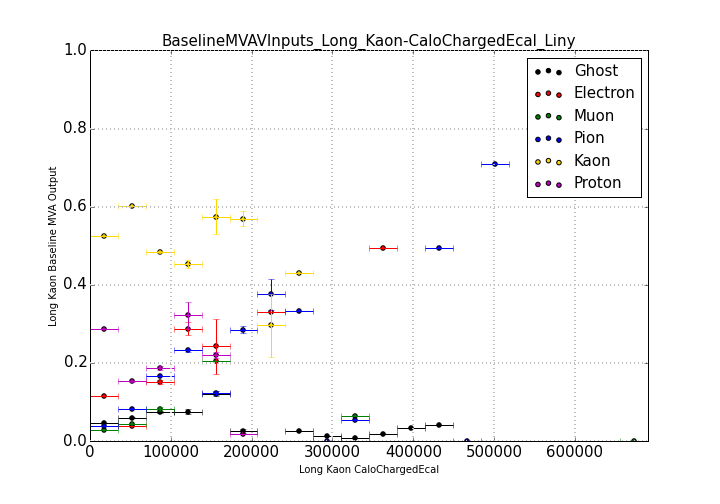 BaselineMVAVInputs_Long_Kaon-CaloChargedEcal_Liny
1.0
0.8
0.6
0.4
0.2
0.0
Long Kaon Baseline MVA Output
Ghost
Electron
Muon
Pion
Kaon
Proton
0 100000 200000 300000 400000 500000 600000
Long Kaon CaloChargedEcal